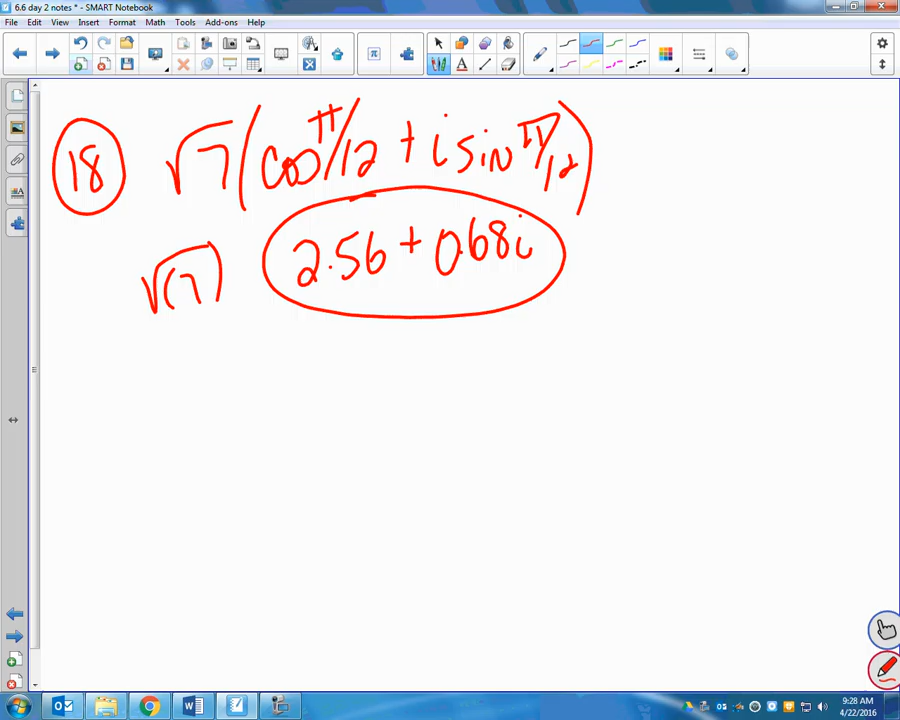 6.6 day 2 notes * - SMART Notebook
File Edit View Insert Format Math Tools Add-ons Help
18 √7(cos π/12 + i sin π/12)
2.56 + 0.68i
√(7)
9:28 AM
4/22/2016